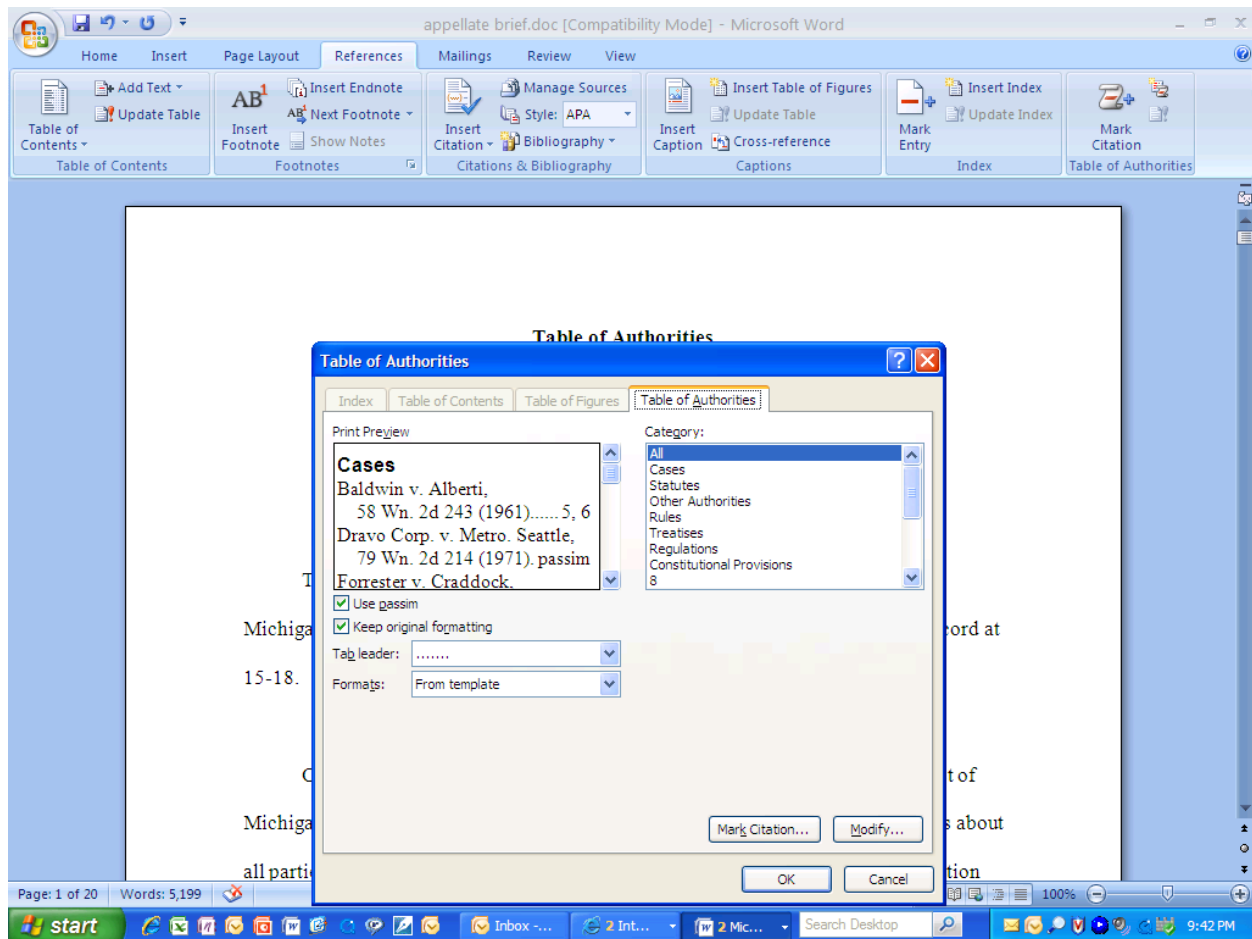 appellate brief.doc [Compatibility Mode] - Microsoft Word
Home Insert Page Layout References Mailings Review View
Table of Contents
Add Text
Update Table
Table of Contents
AB¹ Insert Footnote
Insert Endnote
AB¹ Next Footnote
Show Notes
Footnotes
Insert Citation
Manage Sources
Style: APA
Bibliography
Citations & Bibliography
Insert Caption
Insert Table of Figures
Update Table
Cross-reference
Captions
Mark Entry
Insert Index
Update Index
Index
Mark Citation
Table of Authorities
Table of Authorities
Table of Authorities
Index Table of Contents Table of Figures Table of Authorities
Print Preview
Cases
Baldwin v. Alberti,
58 Wn. 2d 243 (1961)...... 5, 6
Dravo Corp. v. Metro. Seattle,
79 Wn. 2d 214 (1971). passim
Forrester v. Craddock,
Category:
All
Cases
Statutes
Other Authorities
Rules
Treatises
Regulations
Constitutional Provisions
8
Use passim
Keep original formatting
Tab leader: .......
Formats: From template
Mark Citation... Modify...
OK Cancel
T
Michiga ord at
15-18.
C t of
Michiga s about
all parti tion
Page: 1 of 20 Words: 5,199 100%
start Inbox -... 2 Int... 2 Mic... Search Desktop 9:42 PM